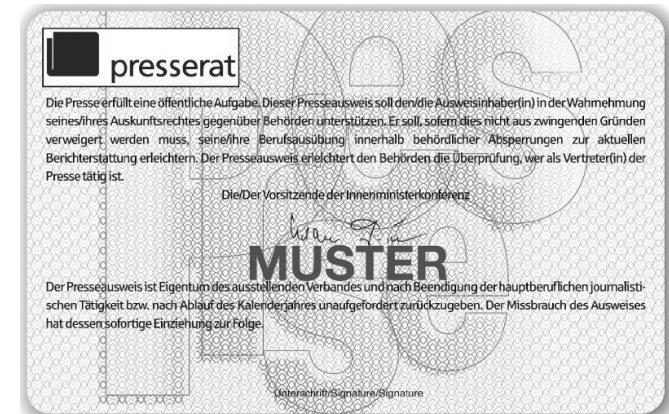 presserat
Die Presse erfüllt eine öffentliche Aufgabe. Dieser Presseausweis soll den/die Ausweisinhaber(in) in der Wahrnehmung
seines/ihres Auskunftsrechtes gegenüber Behörden unterstützen. Er soll, sofern dies nicht aus zwingenden Gründen
verweigert werden muss, seine/ihre Berufsausübung innerhalb behördlicher Absperrungen zur aktuellen
Berichterstattung erleichtern. Der Presseausweis erleichtert den Behörden die Überprüfung, wer als Vertreter(in) der
Presse tätig ist.
Die/Der Vorsitzende der Innenministerkonferenz
MUSTER
Der Presseausweis ist Eigentum des ausstellenden Verbandes und nach Beendigung der hauptberuflichen journalisti-
schen Tätigkeit bzw. nach Ablauf des Kalenderjahres unaufgefordert zurückzugeben. Der Missbrauch des Ausweises
hat dessen sofortige Einziehung zur Folge.
Unterschrift/Signature/Signature